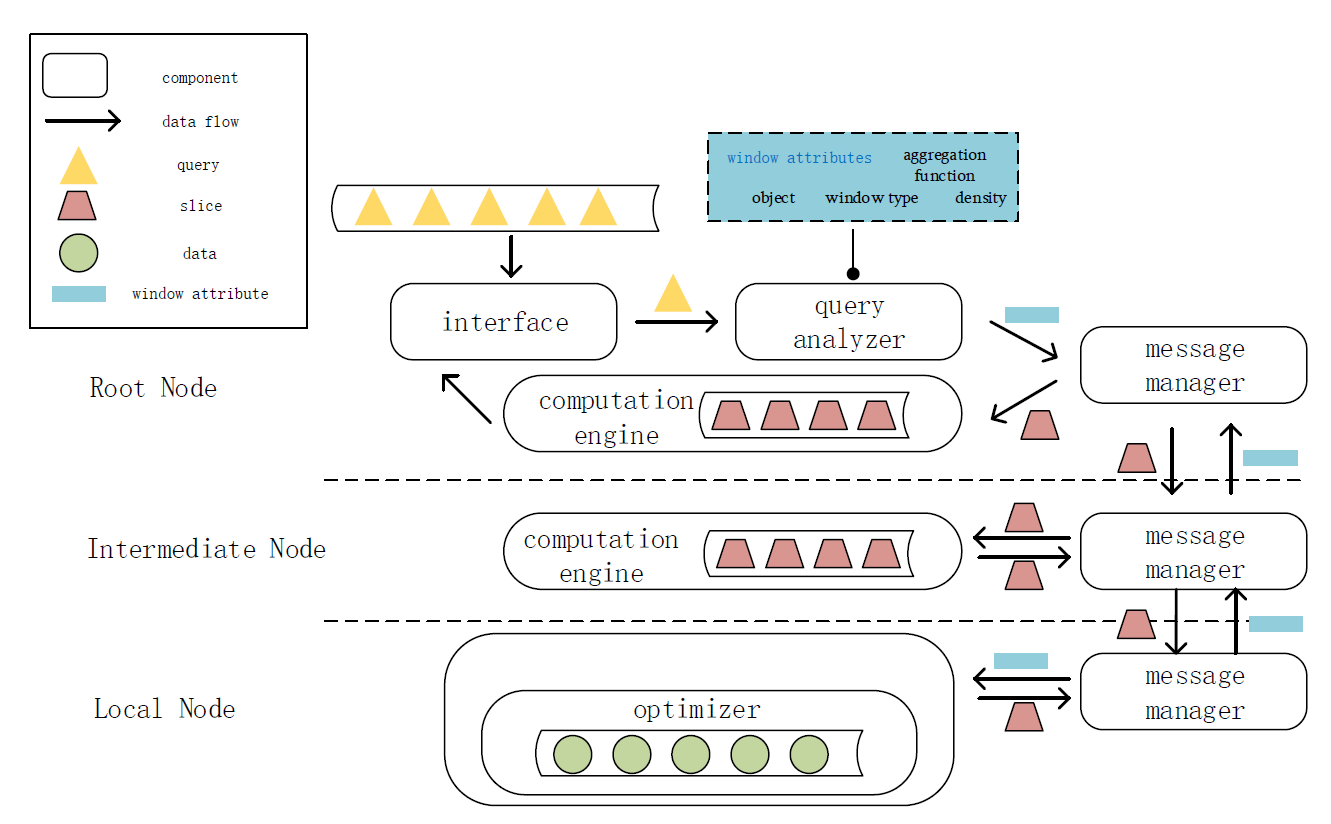 component
data flow
query
slice
data
window attribute
window attributes
aggregation
function
object
window type
density
interface
query
analyzer
message
manager
Root Node
computation
engine
Intermediate Node
computation
engine
message
manager
Local Node
optimizer
message
manager